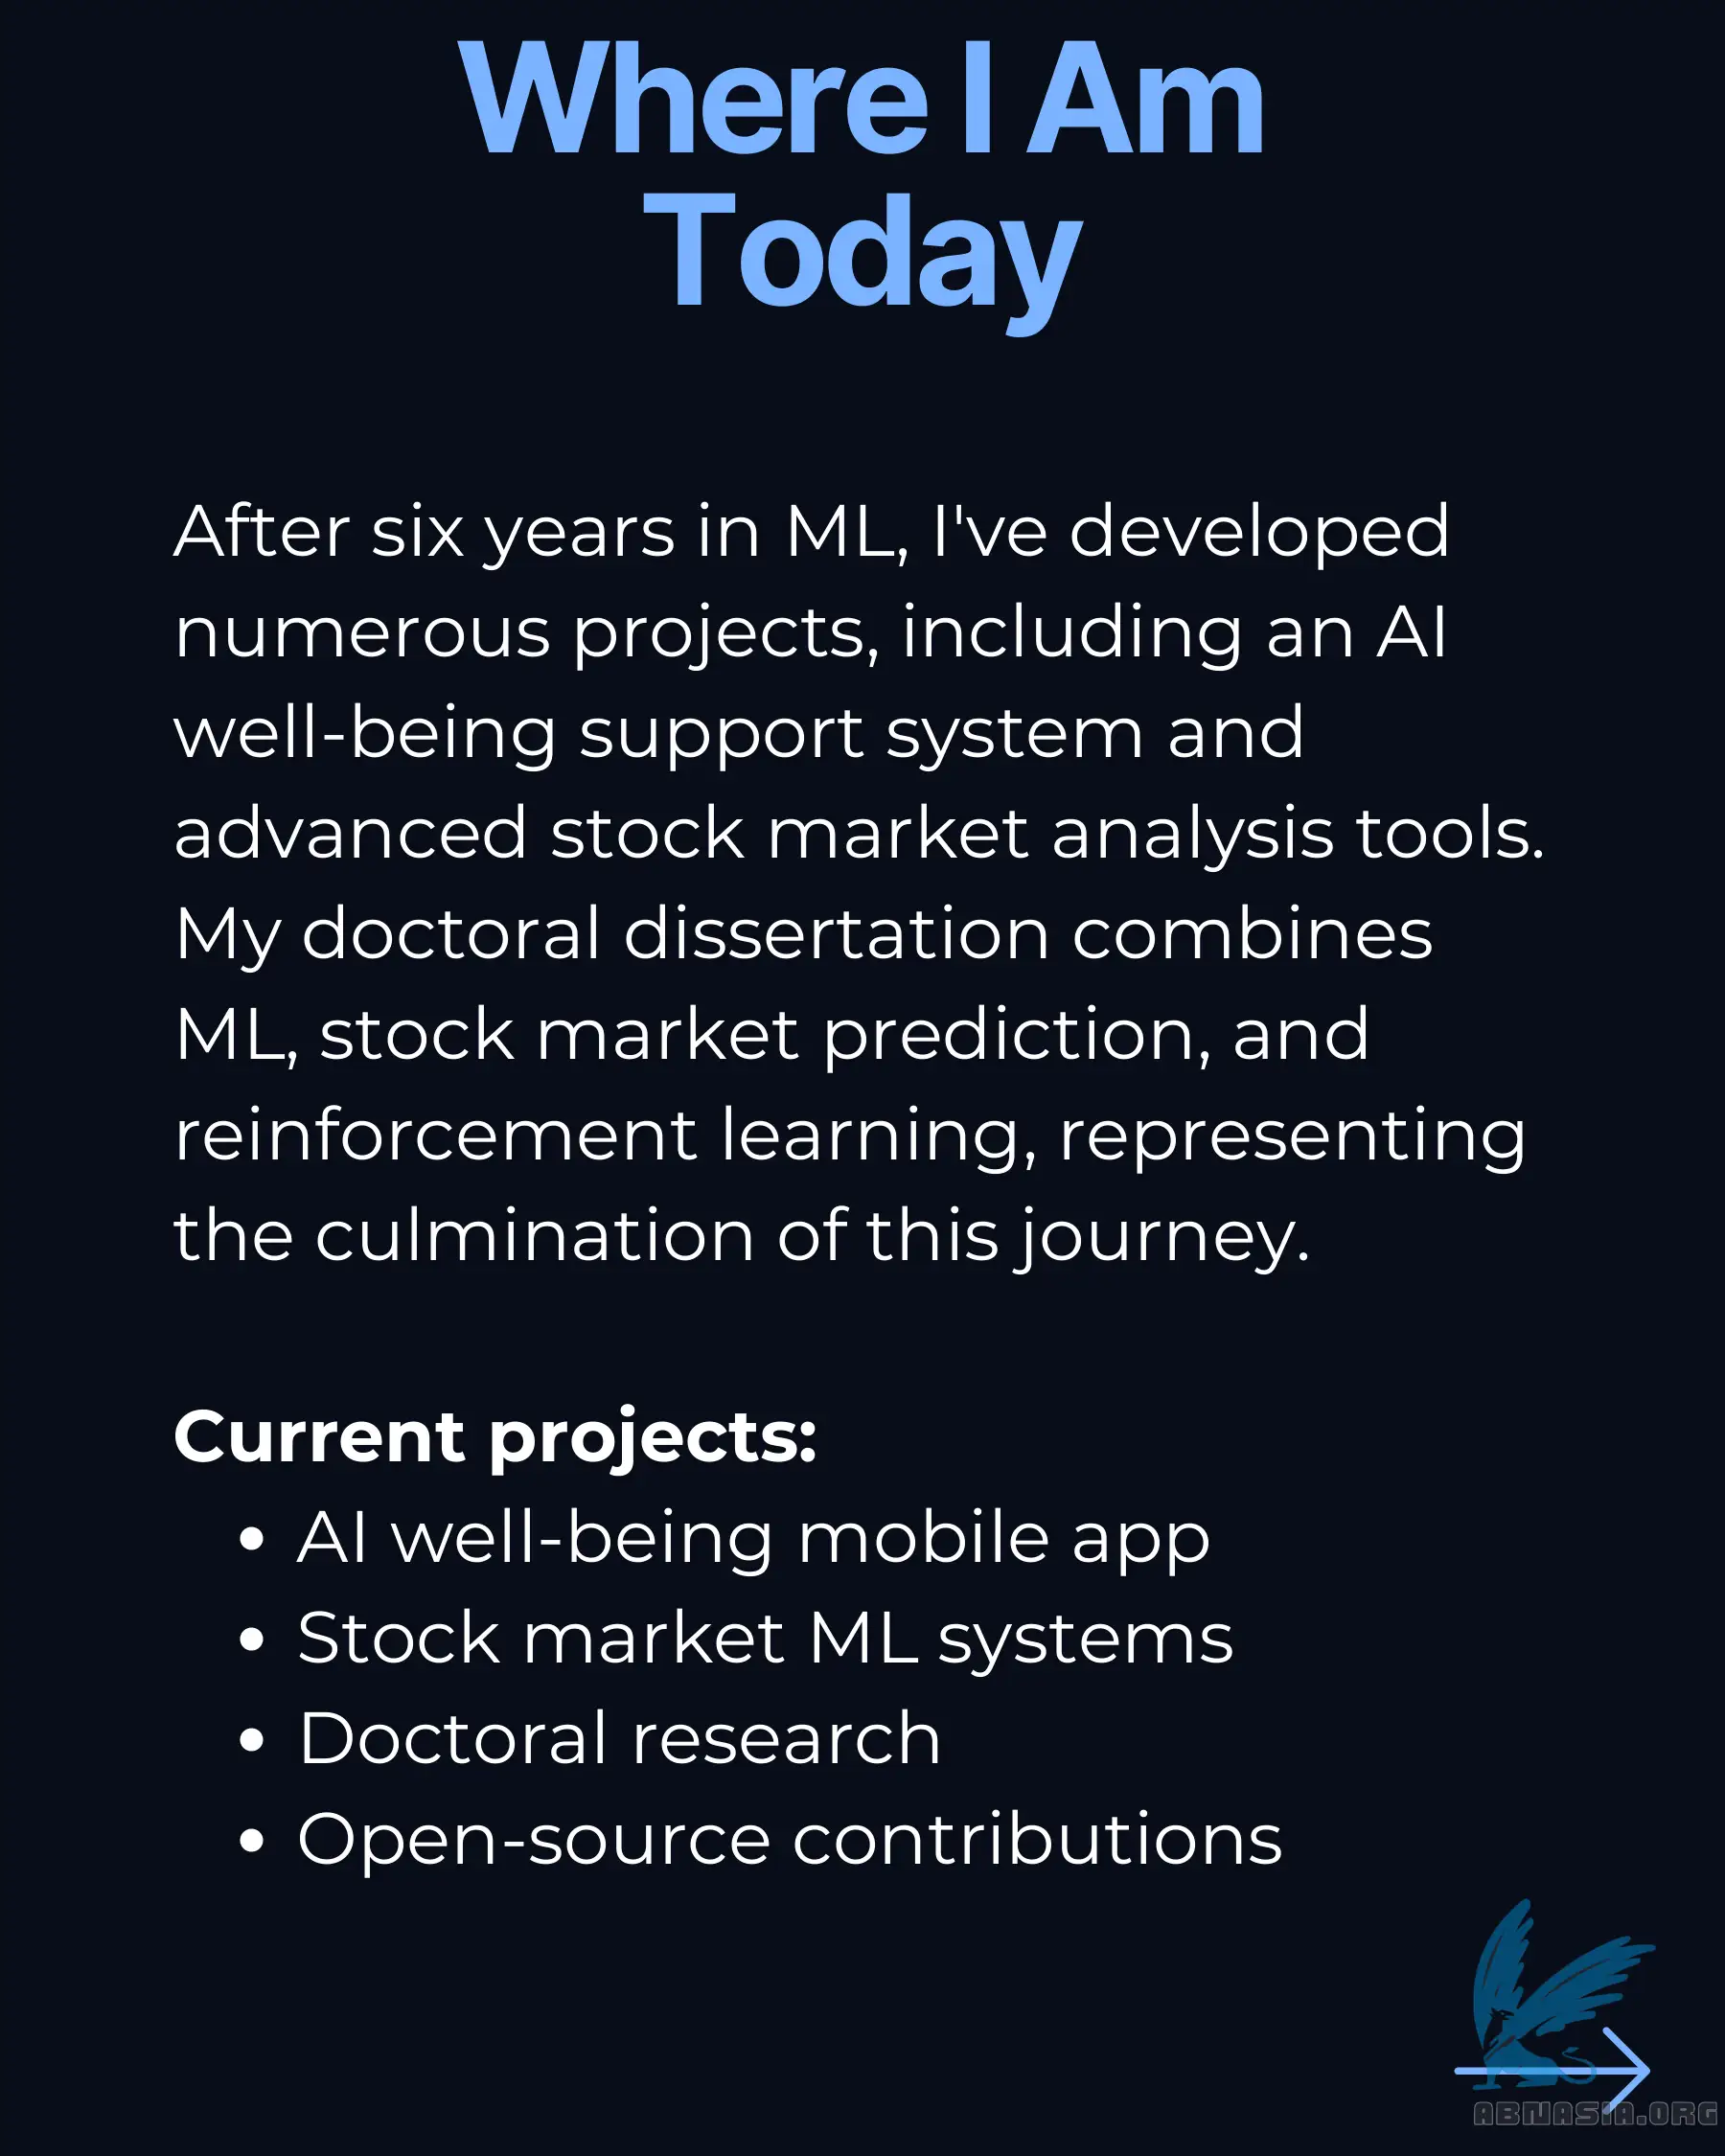 Where I Am
Today
After six years in ML, I've developed
numerous projects, including an AI
well-being support system and
advanced stock market analysis tools.
My doctoral dissertation combines
ML, stock market prediction, and
reinforcement learning, representing
the culmination of this journey.
Current projects:
• AI well-being mobile app
• Stock market ML systems
• Doctoral research
• Open-source contributions
ABNASIA.ORG